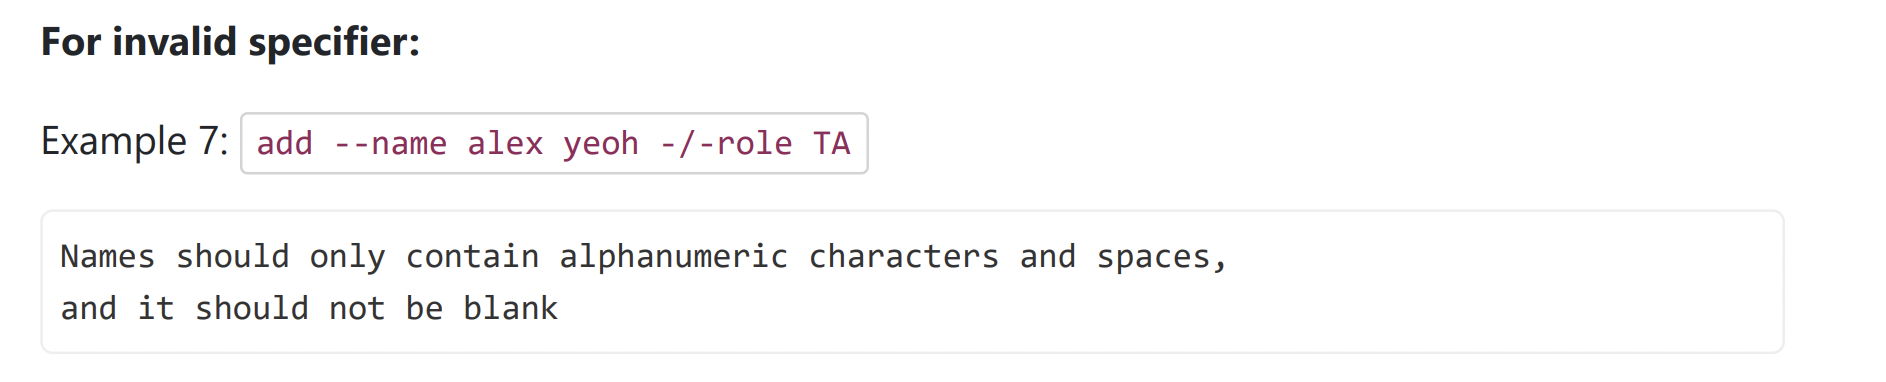 For invalid specifier:
Example 7: add --name alex yeoh -/-role TA
Names should only contain alphanumeric characters and spaces,
and it should not be blank